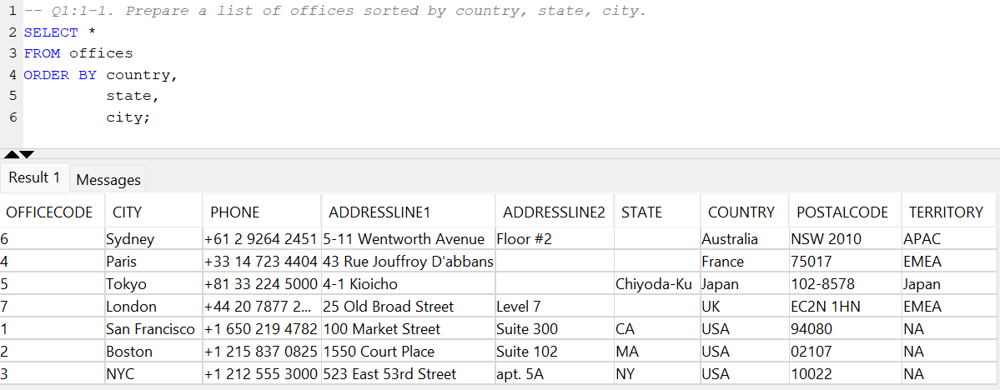 1 -- Q1:1-1. Prepare a list of offices sorted by country, state, city.
2 SELECT *
3 FROM offices
4 ORDER BY country,
5 state,
6 city;
Result 1 Messages
OFFICECODE CITY PHONE ADDRESSLINE1 ADDRESSLINE2 STATE COUNTRY POSTALCODE TERRITORY
6 Sydney +61 2 9264 2451 5-11 Wentworth Avenue Floor #2 Australia NSW 2010 APAC
4 Paris +33 14 723 4404 43 Rue Jouffroy D'abbans France 75017 EMEA
5 Tokyo +81 33 224 5000 4-1 Kioicho Chiyoda-Ku Japan 102-8578 Japan
7 London +44 20 7877 2... 25 Old Broad Street Level 7 UK EC2N 1HN EMEA
1 San Francisco +1 650 219 4782 100 Market Street Suite 300 CA USA 94080 NA
2 Boston +1 215 837 0825 1550 Court Place Suite 102 MA USA 02107 NA
3 NYC +1 212 555 3000 523 East 53rd Street apt. 5A NY USA 10022 NA